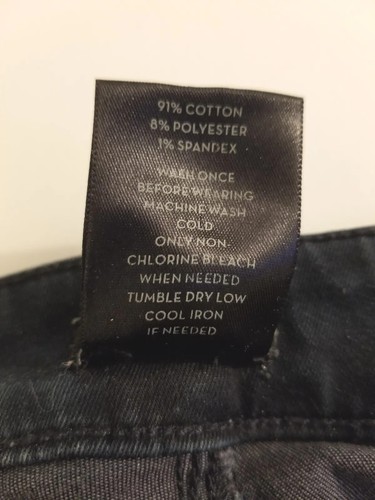 91% COTTON
8% POLYESTER
1% SPANDEX
WASH ONCE
BEFORE WEARING
MACHINE WASH
COLD
ONLY NON-
CHLORINE BLEACH
WHEN NEEDED
TUMBLE DRY LOW
COOL IRON
IF NEEDED